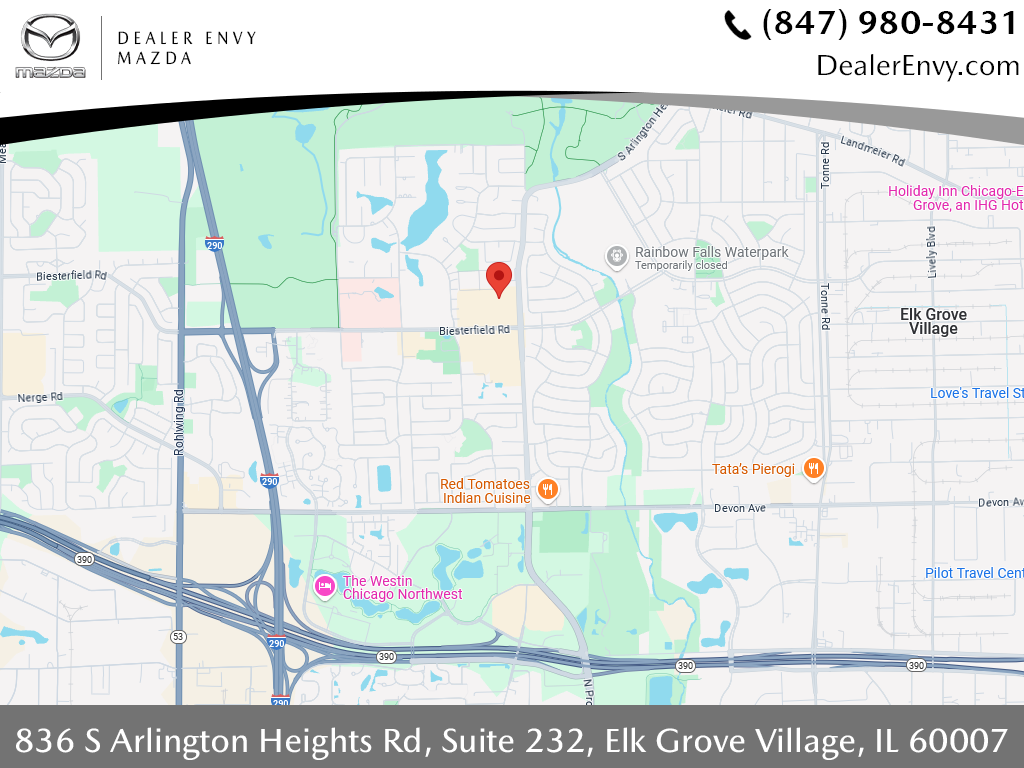 mazda
DEALER ENVY
MAZDA
(847) 980-8431
DealerEnvy.com
S Arlington He
Landmeier Rd
Tonne Rd
Holiday Inn Chicago-E
Grove, an IHG Hot
Lively Blvd
290
Rainbow Falls Waterpark
Temporarily closed
Biesterfield Rd
Tonne Rd
Elk Grove
Village
Biesterfield Rd
Love's Travel St
Nerge Rd
Rohlwing Rd
Tata's Pierogi
290
Red Tomatoes
Indian Cuisine
Devon Ave
Devon Av
390
The Westin
Chicago Northwest
Pilot Travel Cent
53
290
390
390
390
N Pro
290
836 S Arlington Heights Rd, Suite 232, Elk Grove Village, IL 60007